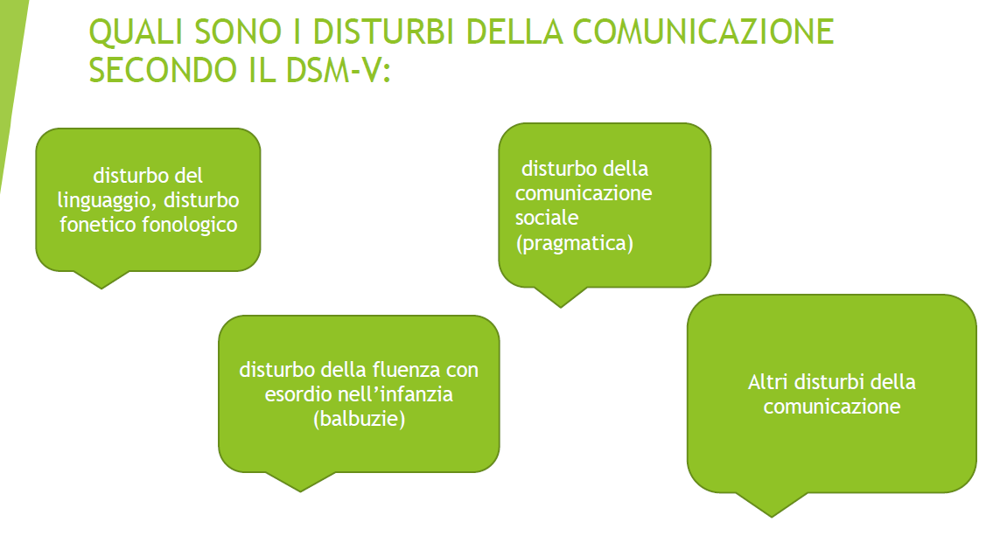 QUALI SONO I DISTURBI DELLA COMUNICAZIONE
SECONDO IL DSM-V:
disturbo del
linguaggio, disturbo
fonetico fonologico
disturbo della
comunicazione
sociale
(pragmatica)
disturbo della fluenza con
esordio nell’infanzia
(balbuzie)
Altri disturbi della
comunicazione